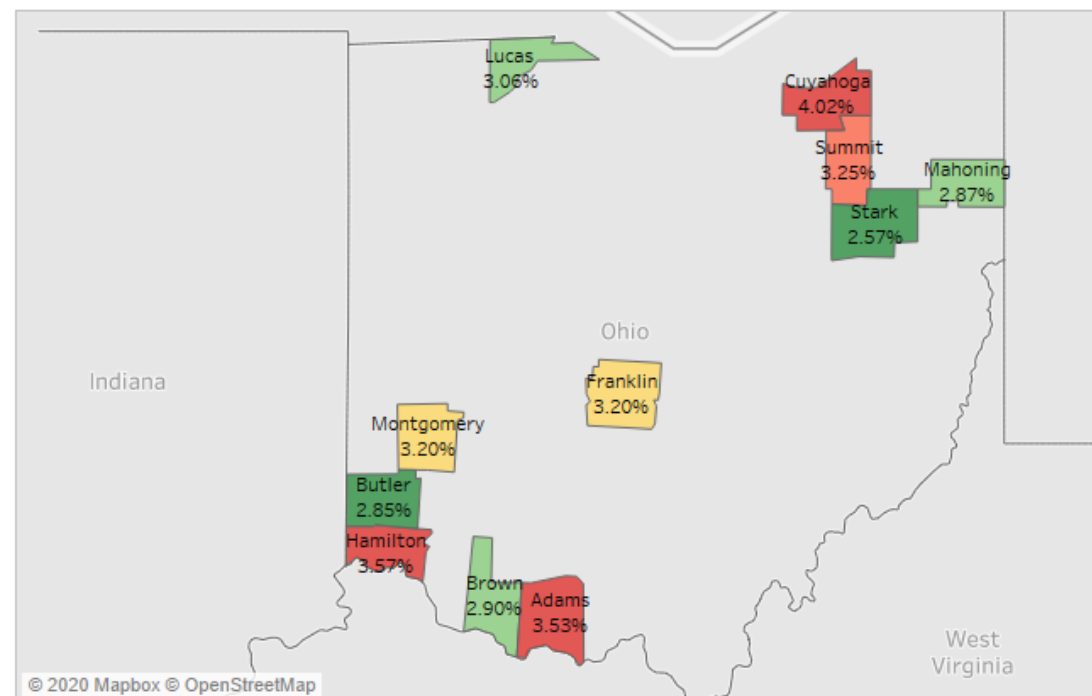 Lucas
3.06%
Cuyahoga
4.02%
Summit
3.25%
Mahoning
2.87%
Stark
2.57%
Ohio
Indiana
Franklin
3.20%
Montgomery
3.20%
Butler
2.85%
Hamilton
3.57%
Brown
2.90%
Adams
3.53%
West
Virginia
© 2020 Mapbox © OpenStreetMap